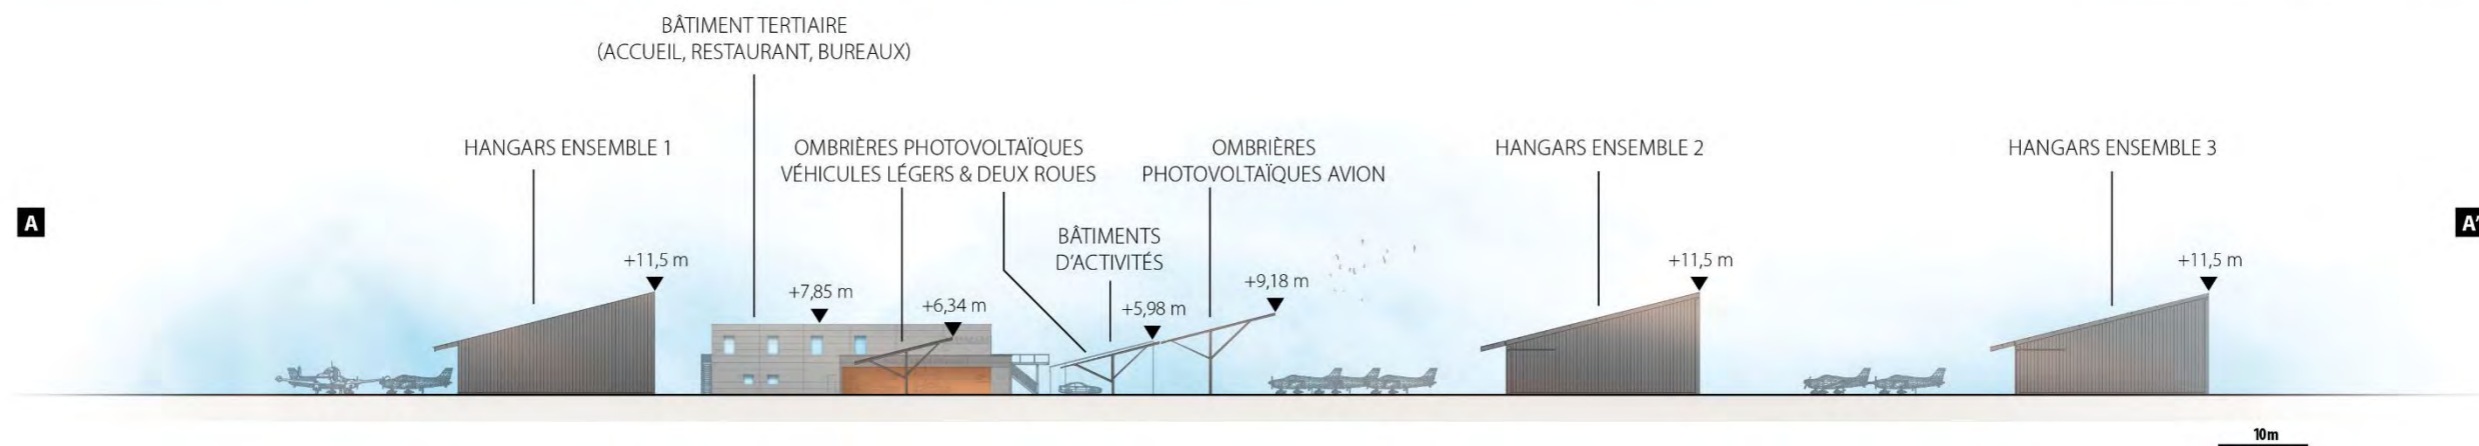 BÂTIMENT TERTIAIRE
(ACCUEIL, RESTAURANT, BUREAUX)
HANGARS ENSEMBLE 1
OMBRIÈRES PHOTOVOLTAÏQUES
VÉHICULES LÉGERS & DEUX ROUES
OMBRIÈRES
PHOTOVOLTAÏQUES AVION
HANGARS ENSEMBLE 2
HANGARS ENSEMBLE 3
A
A'
BÂTIMENTS
D'ACTIVITÉS
+11,5 m
+7,85 m
+6,34 m
+5,98 m
+9,18 m
+11,5 m
+11,5 m
10m